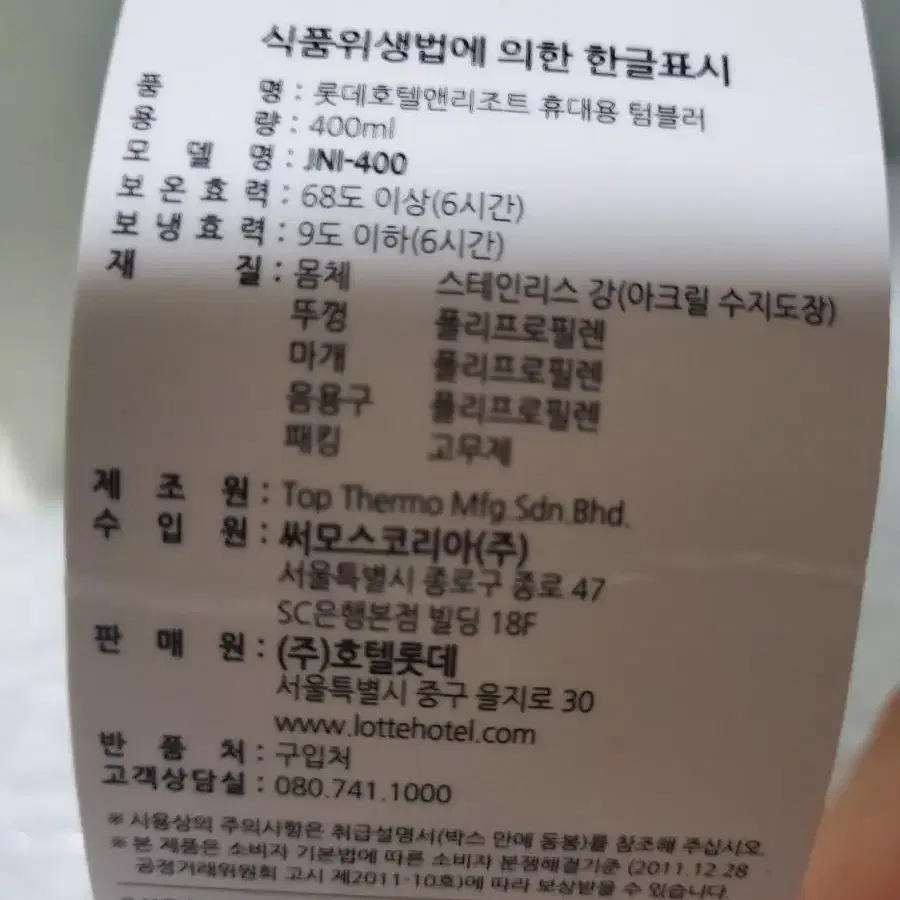 식품위생법에 의한 한글표시
품 명 : 롯데호텔앤리조트 휴대용 텀블러
용 량 : 400ml
모 델 명 : JNI-400
보 온 효 력 : 68도 이상(6시간)
보 냉 효 력 : 9도 이하(6시간)
재 질 : 몸체 스테인리스 강(아크릴 수지도장)
뚜껑 폴리프로필렌
마개 폴리프로필렌
음용구 폴리프로필렌
패킹 고무제
제 조 원 : Top Thermo Mfg.Sdn.Bhd.
수 입 원 : 써모스코리아(주)
서울특별시 종로구 종로 47
SC은행본점 빌딩 18F
판 매 원 : (주)호텔롯데
서울특별시 중구 을지로 30
www.lottehotel.com
반 품 처 : 구입처
고객상담실 : 080.741.1000
※ 사용상의 주의사항은 취급설명서(박스 안에 동봉)를 참조해 주십시오.
※ 본 제품은 소비자 기본법에 따른 소비자 분쟁해결기준 (2011.12.28
공정거래위원회 고시 제2011-10호)에 따라 보상받을 수 있습니다.